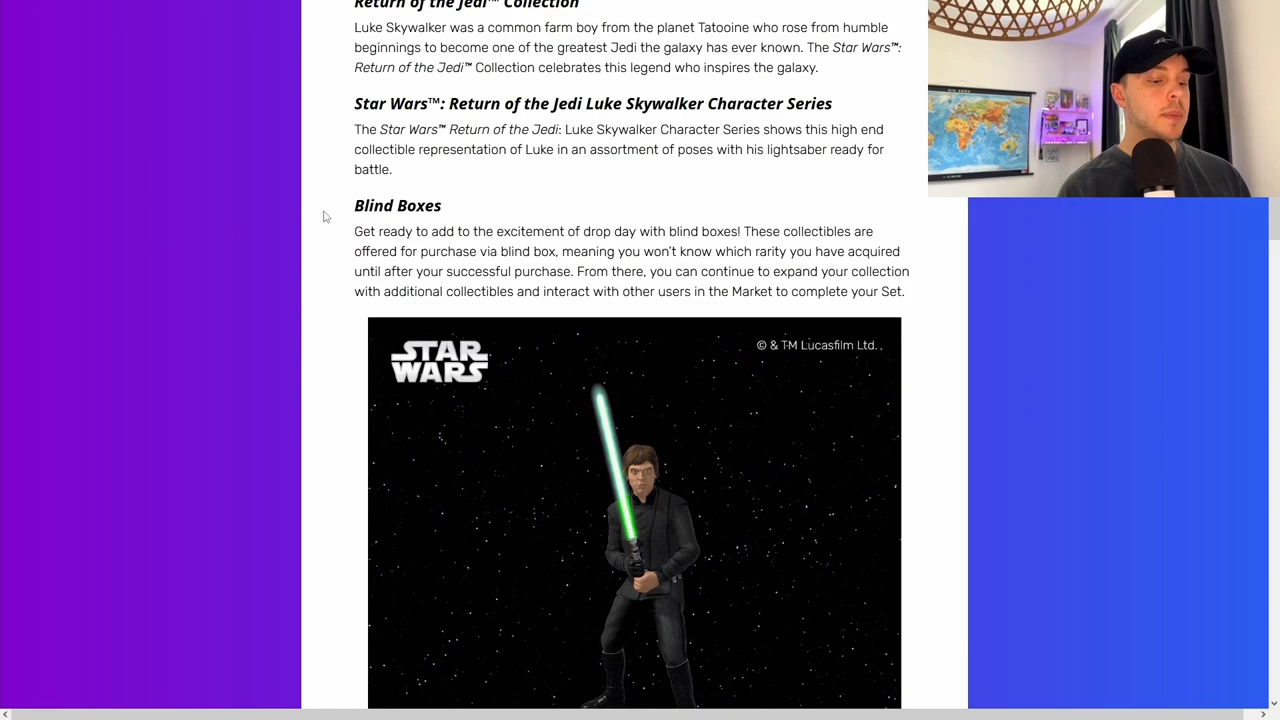 Return of the Jedi™ Collection
Luke Skywalker was a common farm boy from the planet Tatooine who rose from humble
beginnings to become one of the greatest Jedi the galaxy has ever known. The Star Wars™:
Return of the Jedi™ Collection celebrates this legend who inspires the galaxy.
Star Wars™: Return of the Jedi Luke Skywalker Character Series
The Star Wars™ Return of the Jedi: Luke Skywalker Character Series shows this high end
collectible representation of Luke in an assortment of poses with his lightsaber ready for
battle.
Blind Boxes
Get ready to add to the excitement of drop day with blind boxes! These collectibles are
offered for purchase via blind box, meaning you won't know which rarity you have acquired
until after your successful purchase. From there, you can continue to expand your collection
with additional collectibles and interact with other users in the Market to complete your Set.
STAR
WARS
© & TM Lucasfilm Ltd. .